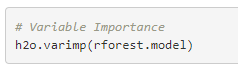 # Variable Importance
h2o.varimp(rforest.model)